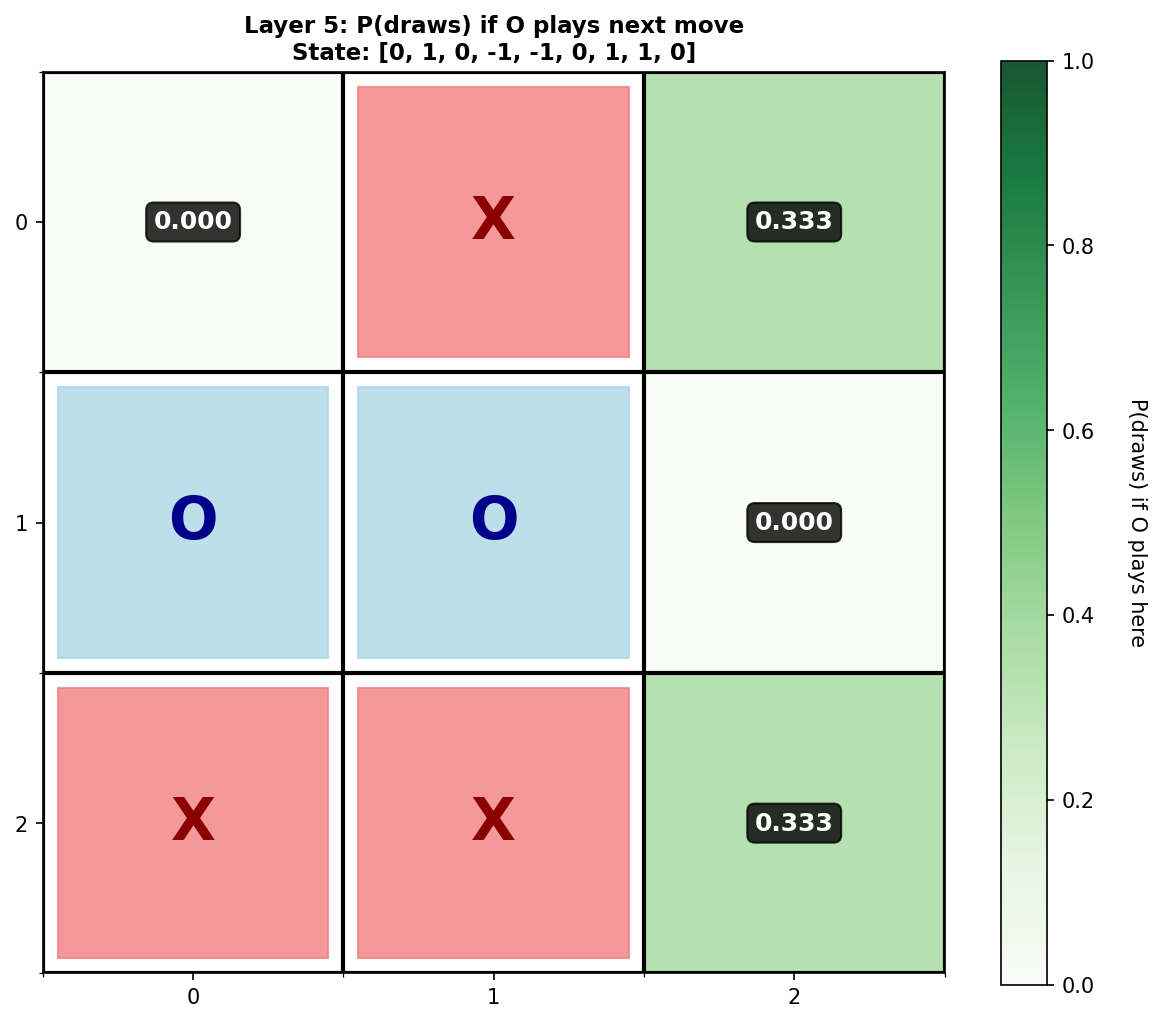 Layer 5: P(draws) if O plays next move
State: [0, 1, 0, -1, -1, 0, 1, 1, 0]
0.000
X
0.333
O
O
0.000
X
X
0.333
0
1
2
0
1
2
1.0
0.8
0.6
0.4
0.2
0.0
P(draws) if O plays here